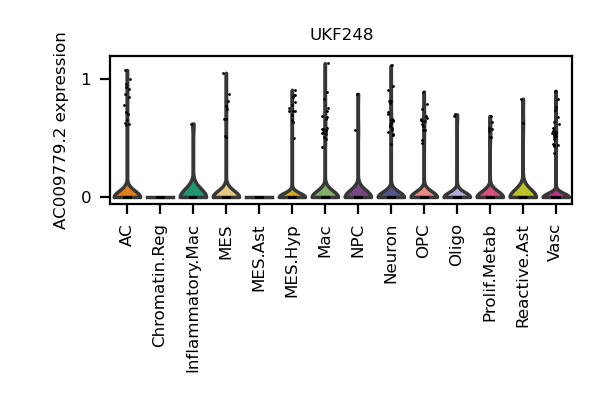 UKF248
AC009779.2 expression
1
0
AC
Chromatin.Reg
Inflammatory.Mac
MES
MES.Ast
MES.Hyp
Mac
NPC
Neuron
OPC
Oligo
Prolif.Metab
Reactive.Ast
Vasc